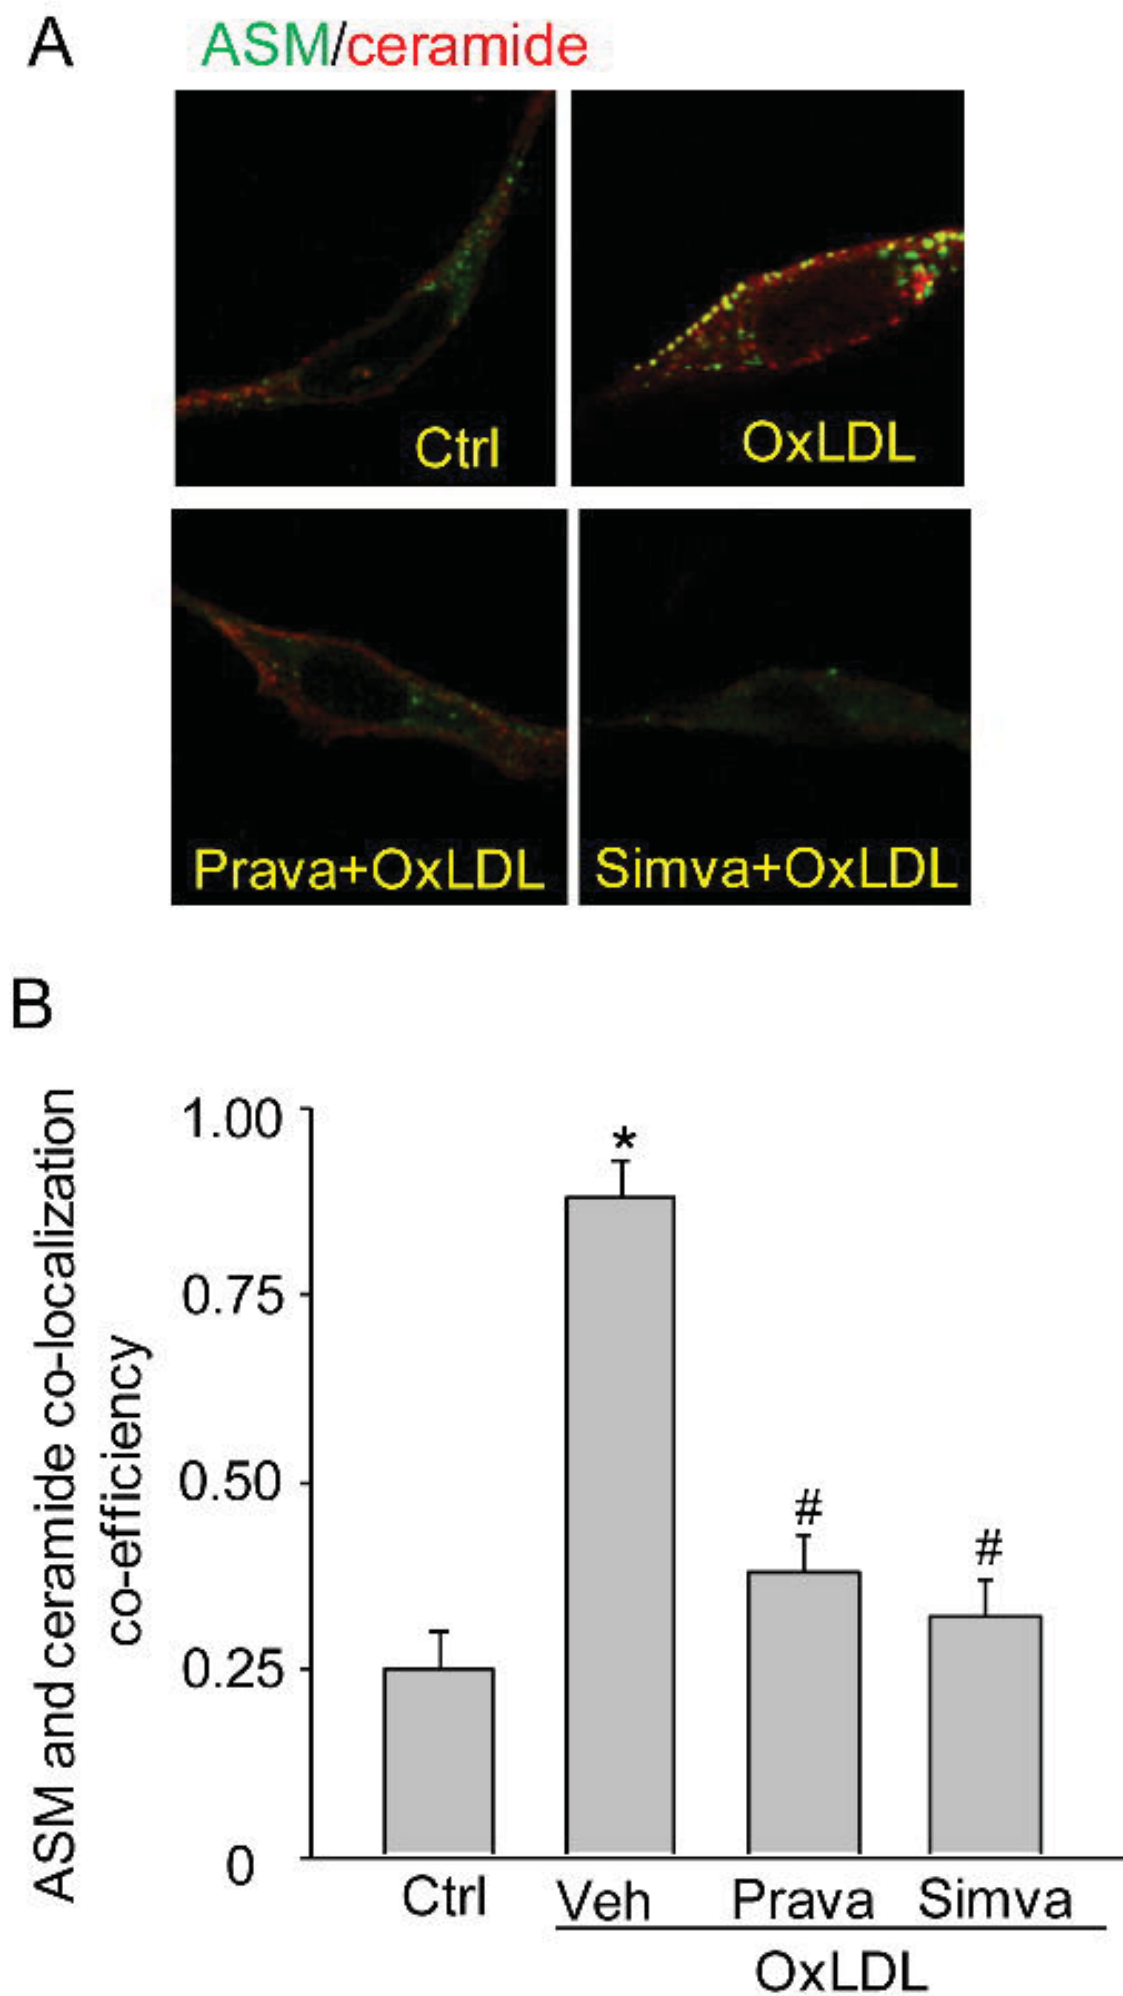 A
ASM/ceramide
Ctrl
OxLDL
Prava+OxLDL
Simva+OxLDL
B
ASM and ceramide co-localization
co-efficiency
1.00
0.75
0.50
0.25
0
*
#
#
Ctrl
Veh
Prava
Simva
OxLDL